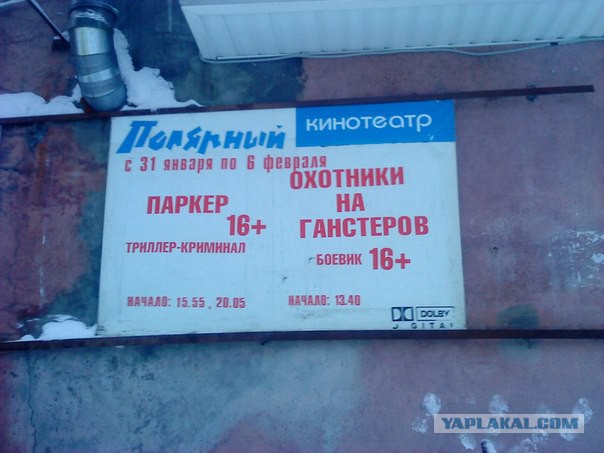 Полярный
КИНОТЕАТР
с 31 января по 6 февраля
ПАРКЕР
16+
ТРИЛЛЕР-КРИМИНАЛ
НАЧАЛО: 15.55 , 20.05
ОХОТНИКИ
НА
ГАНСТЕРОВ
БОЕВИК 16+
НАЧАЛО: 13.40
DOLBY
DIGITAL
YAPLAKAL.COM